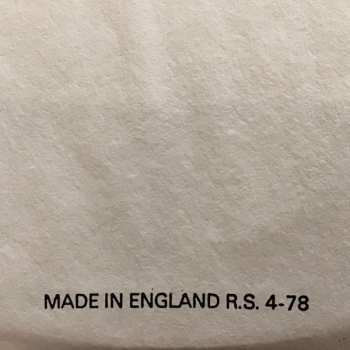 MADE IN ENGLAND R.S. 4-78